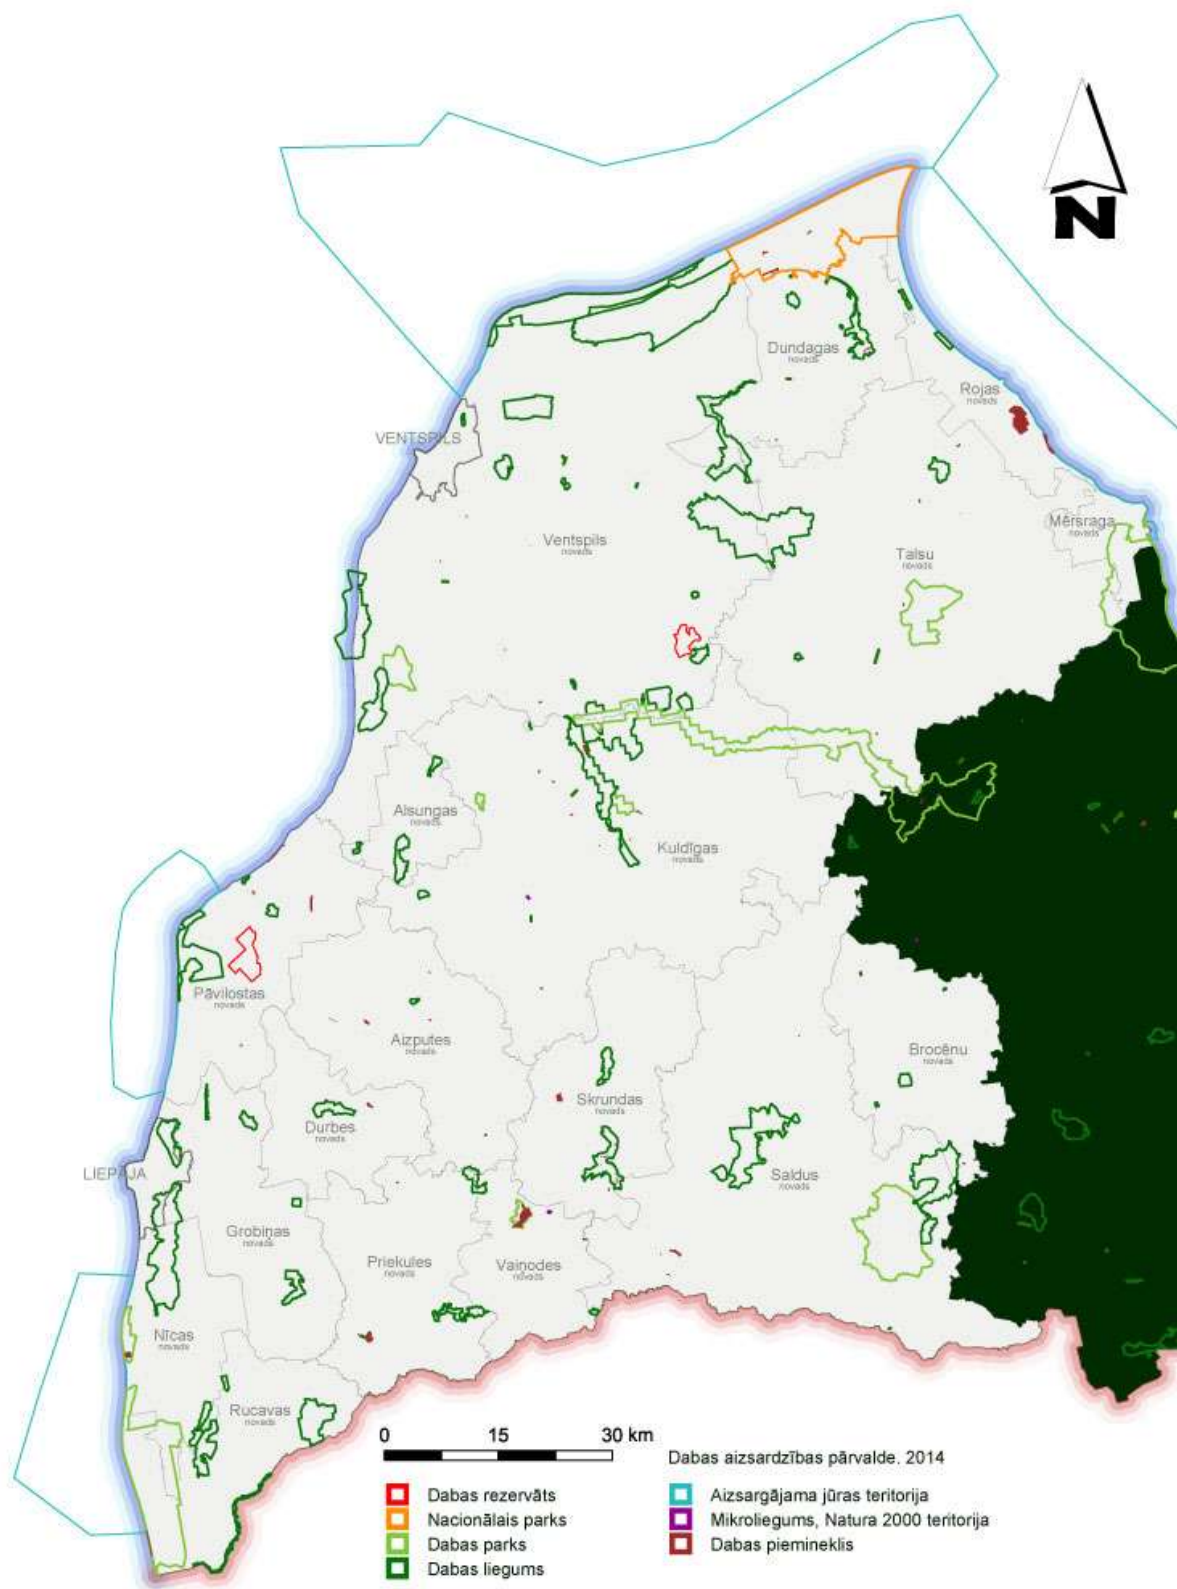 N
Dundagas
novads
Rojas
novads
VENTSPILS
Mērsraga
novads
Ventspils
novads
Talsu
novads
Alsungas
novads
Kuldīgas
novads
Pāvilostas
novads
Aizputes
novads
Brocēnu
novads
Skrundas
novads
Durbes
novads
LIEPĀJA
Saldus
novads
Grobiņas
novads
Priekules
novads
Vaiņodes
novads
Nīcas
novads
Rucavas
novads
0 15 30 km
Dabas aizsardzības pārvalde, 2014
Dabas rezervāts
Nacionālais parks
Dabas parks
Dabas liegums
Aizsargājama jūras teritorija
Mikroliegums, Natura 2000 teritorija
Dabas piemineklis